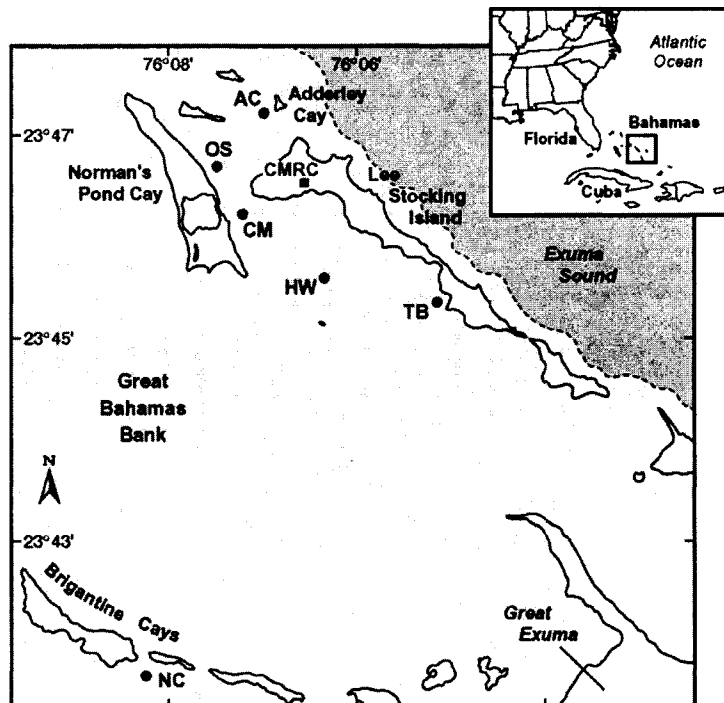 76°08'
76°06'
Atlantic
Ocean
Bahamas
Florida
Cuba
AC
Adderley
Cay
23°47'
OS
Norman's
Pond Cay
CMRC
L
Stocking
Island
CM
Exuma
Sound
HW
TB
23°45'
Great
Bahamas
Bank
N
23°43'
Brigantine Cays
Great
Exuma
NC